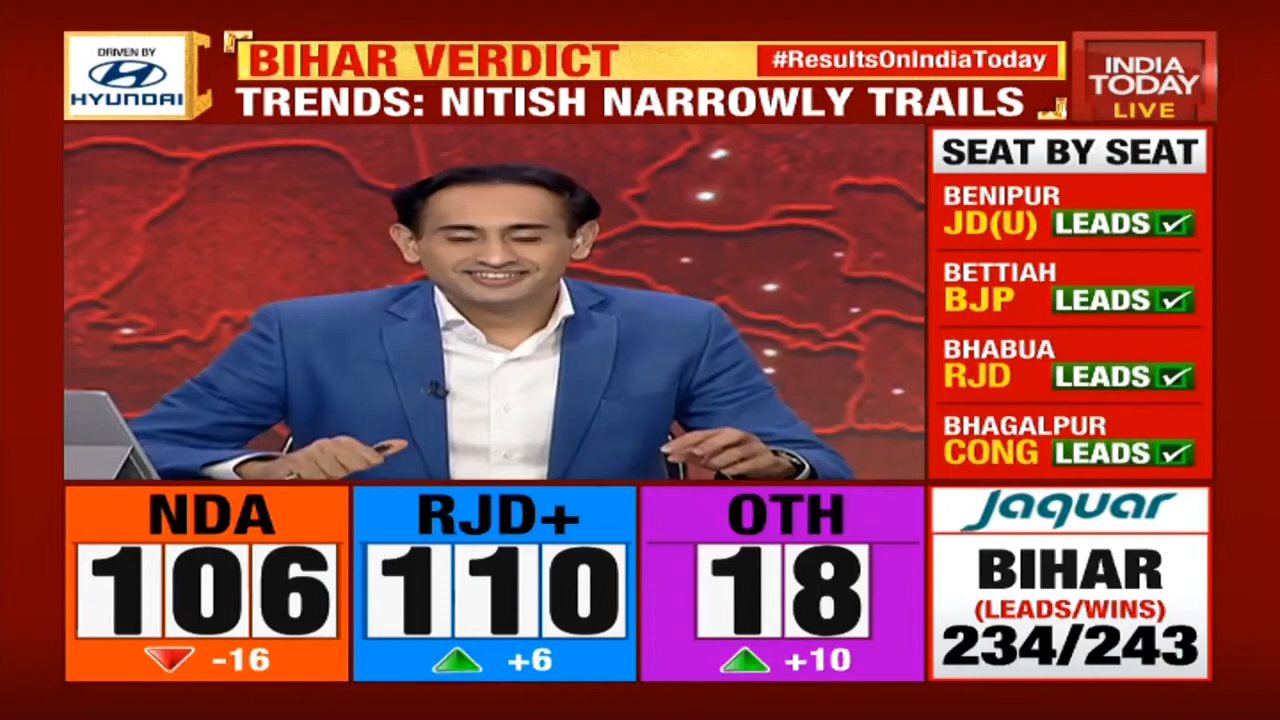 DRIVEN BY
HYUNDAI
BIHAR VERDICT
#ResultsOnIndiaToday
TRENDS: NITISH NARROWLY TRAILS
INDIA
TODAY
LIVE
SEAT BY SEAT
BENIPUR
JD(U) LEADS
BETTIAH
BJP LEADS
BHABUA
RJD LEADS
BHAGALPUR
CONG LEADS
NDA
106
-16
RJD+
110
+6
OTH
18
+10
Jaquar
BIHAR
(LEADS/WINS)
234/243